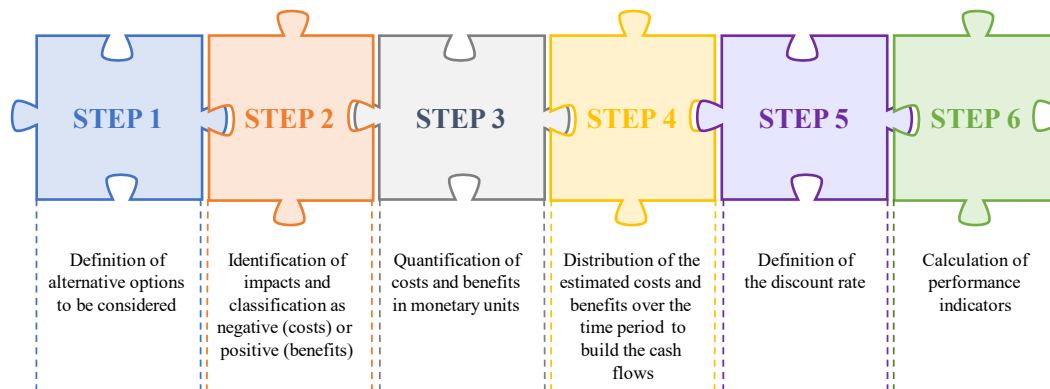 STEP 1
STEP 2
STEP 3
STEP 4
STEP 5
STEP 6
Definition of
alternative options
to be considered
Identification of
impacts and
classification as
negative (costs) or
positive (benefits)
Quantification of
costs and benefits
in monetary units
Distribution of the
estimated costs and
benefits over the
time period to
build the cash
flows
Definition of
the discount rate
Calculation of
performance
indicators